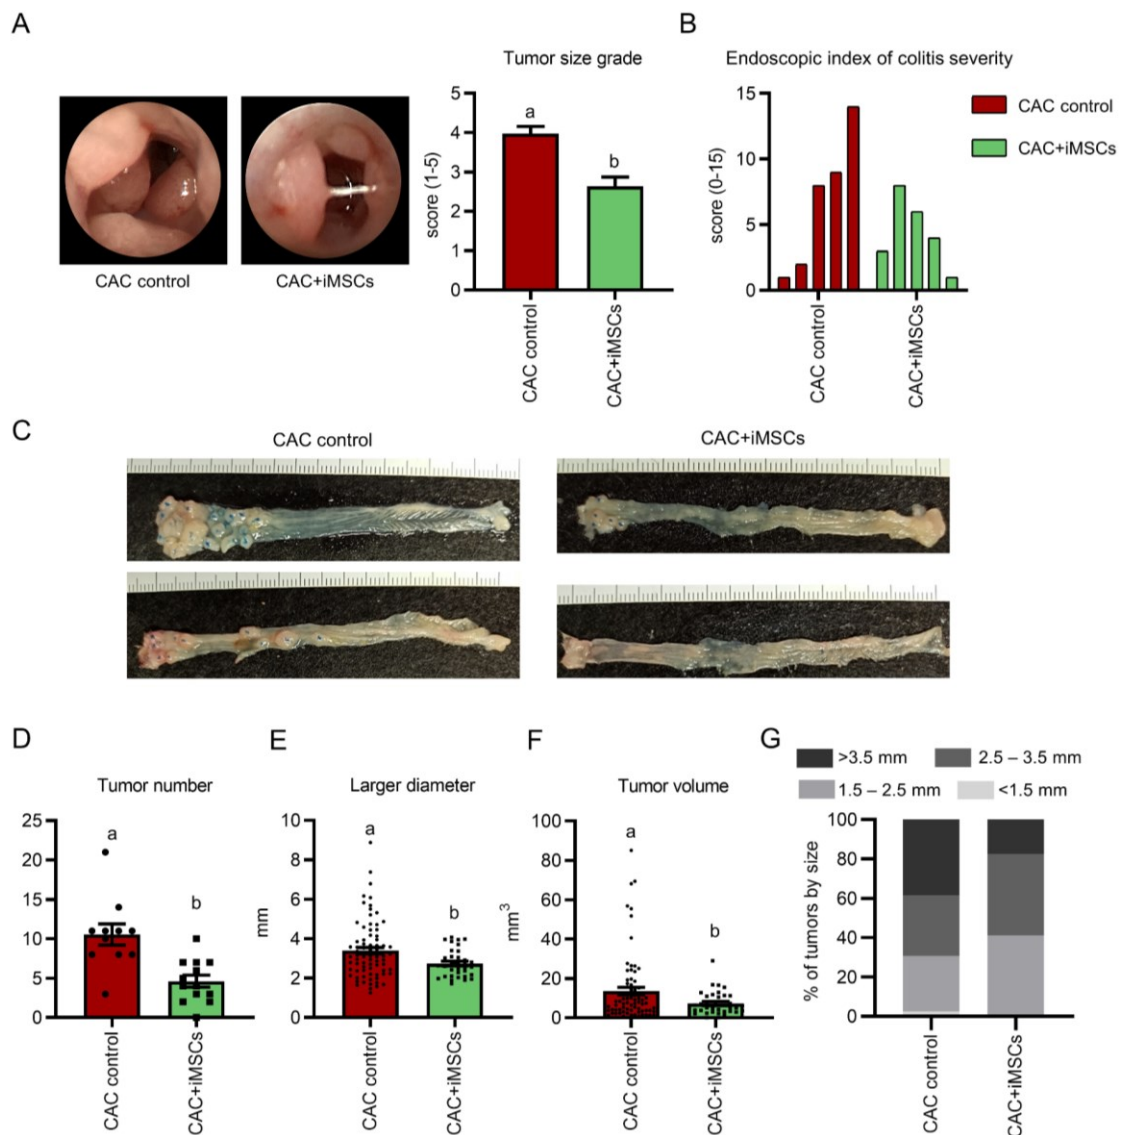 A
CAC control
CAC+iMSCs
Tumor size grade
score (1-5)
5
4
3
2
1
0
a
b
CAC control
CAC+iMSCs
B
Endoscopic index of colitis severity
score (0-15)
15
10
5
0
CAC control
CAC+iMSCs
CAC control
CAC+iMSCs
C
CAC control
CAC+iMSCs
D
Tumor number
25
20
15
10
5
0
a
b
CAC control
CAC+iMSCs
E
Larger diameter
mm
10
8
6
4
2
0
a
b
CAC control
CAC+iMSCs
F
Tumor volume
mm³
100
80
60
40
20
0
a
b
CAC control
CAC+iMSCs
G
>3.5 mm
2.5 – 3.5 mm
1.5 – 2.5 mm
<1.5 mm
% of tumors by size
100
80
60
40
20
0
CAC control
CAC+iMSCs